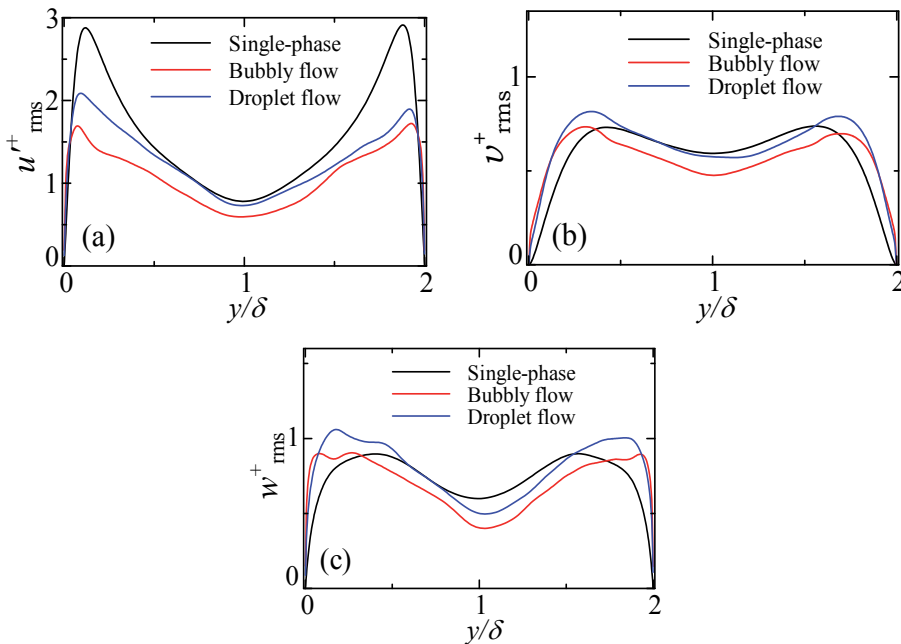 3
2
1
0
u'+ rms
Single-phase
Bubbly flow
Droplet flow
(a)
0
1
2
y/δ
1
0
υ+ rms
Single-phase
Bubbly flow
Droplet flow
(b)
0
1
2
y/δ
1
0
w+ rms
Single-phase
Bubbly flow
Droplet flow
(c)
0
1
2
y/δ